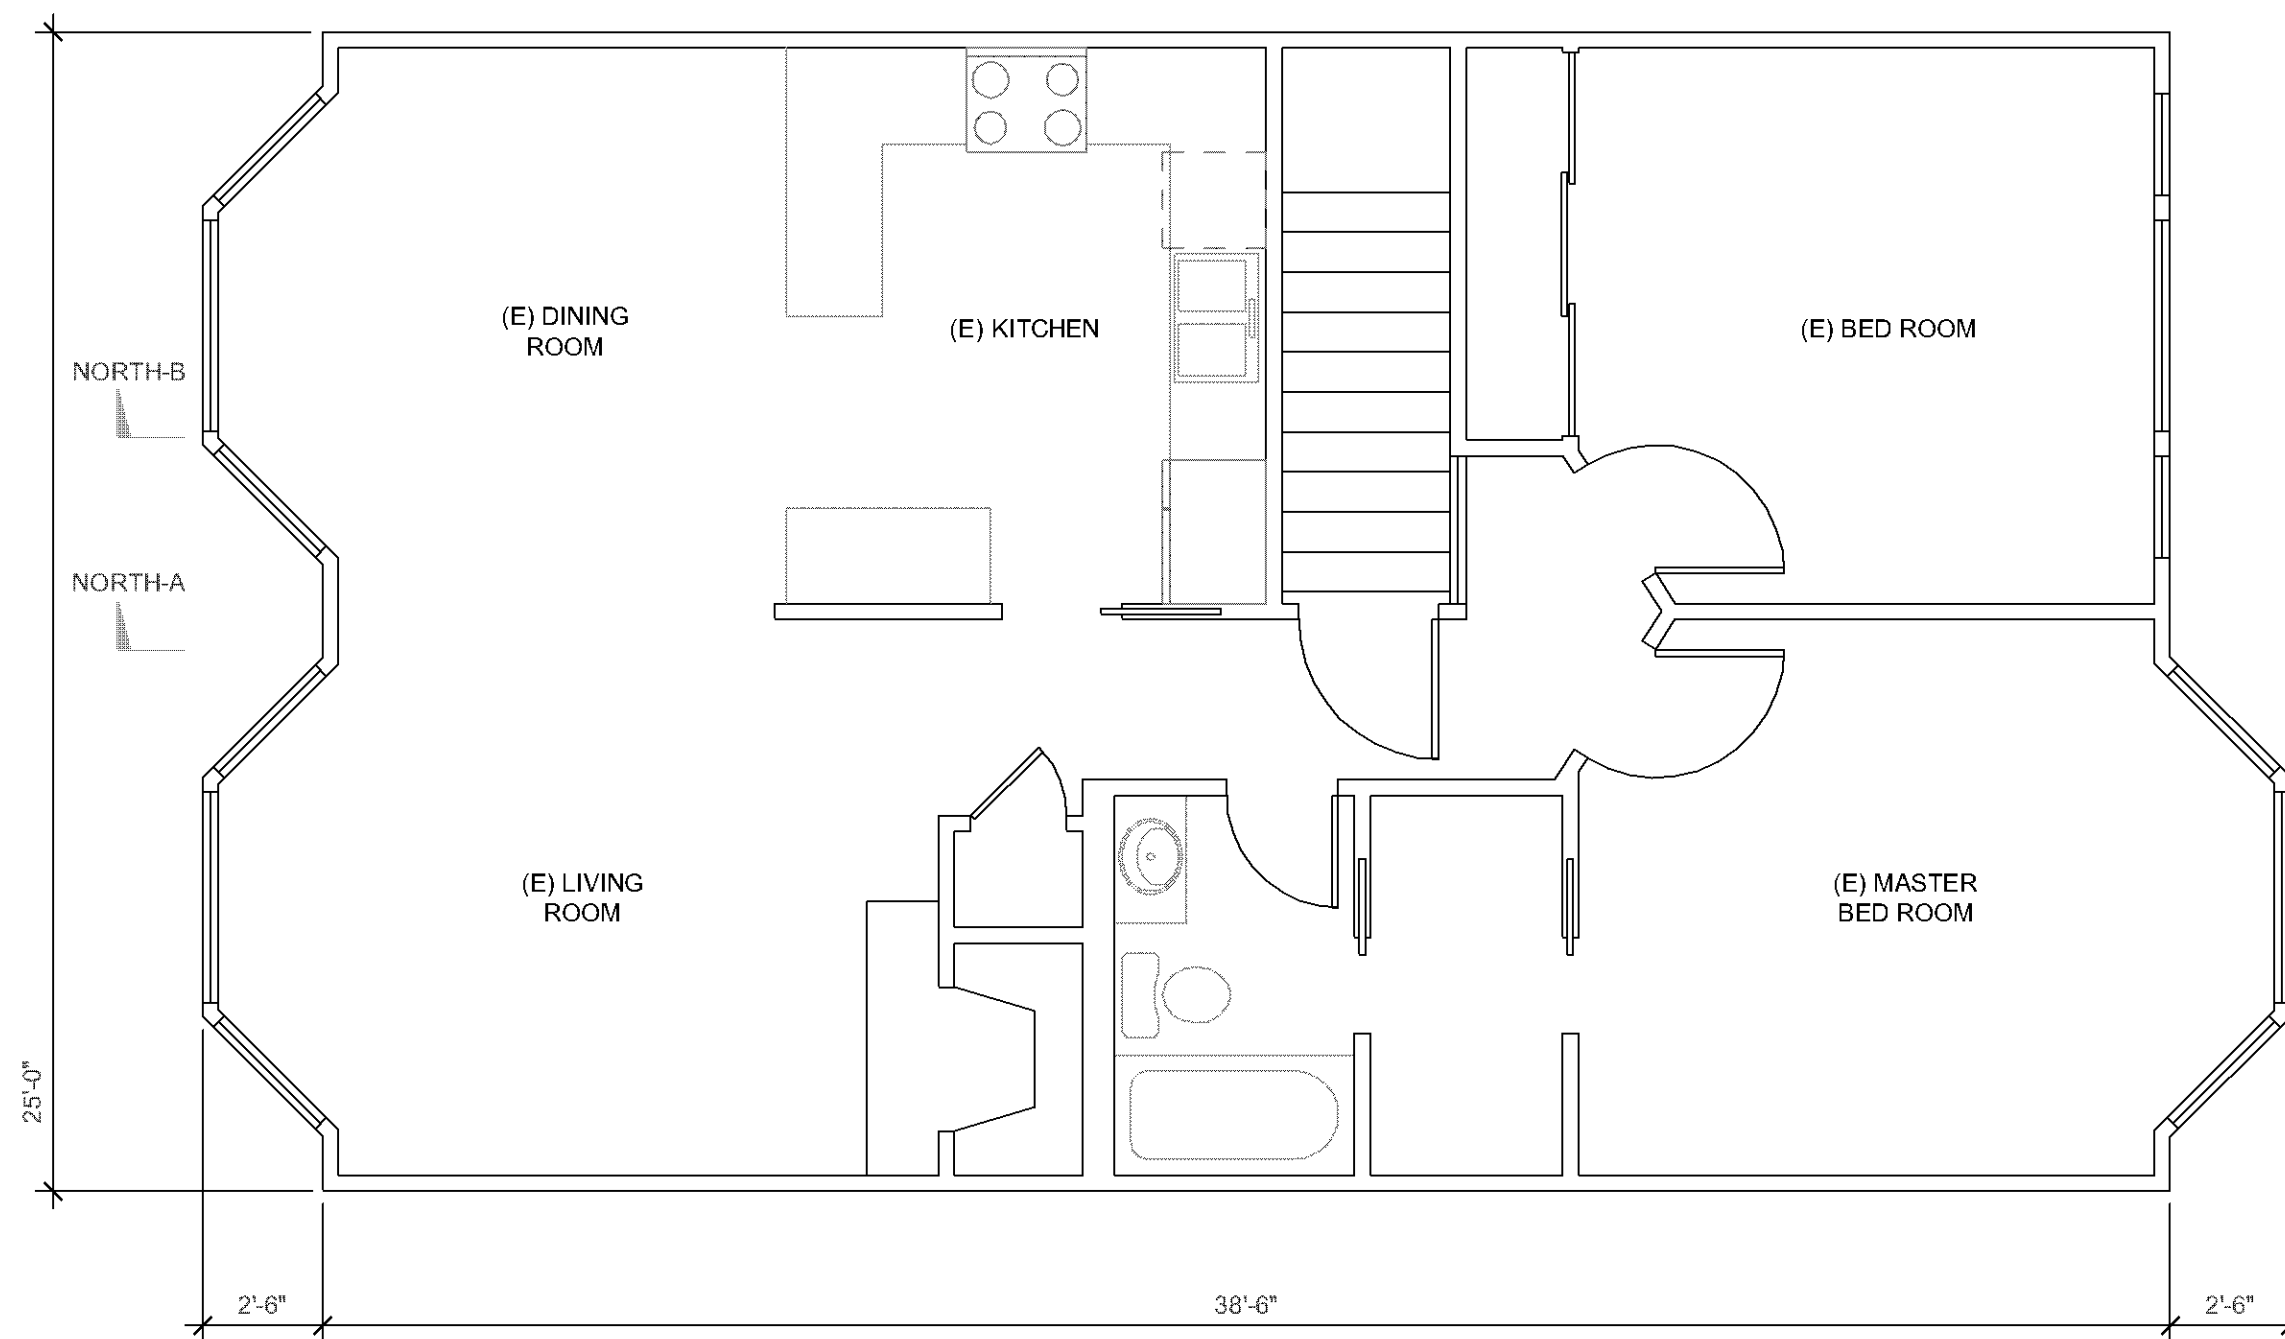 (E) DINING
ROOM
(E) KITCHEN
(E) BED ROOM
NORTH-B
NORTH-A
(E) LIVING
ROOM
(E) MASTER
BED ROOM
25'-0"
2'-6"
38'-6"
2'-6"